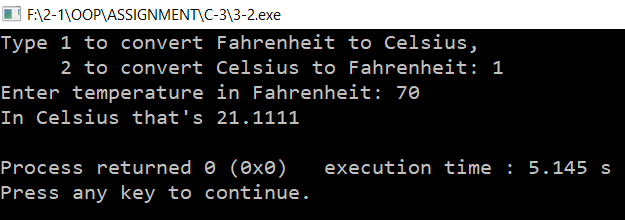 F:\2-1\OOP\ASSIGNMENT\C-3\3-2.exe
Type 1 to convert Fahrenheit to Celsius,
     2 to convert Celsius to Fahrenheit: 1
Enter temperature in Fahrenheit: 70
In Celsius that's 21.1111
Process returned 0 (0x0)   execution time : 5.145 s
Press any key to continue.